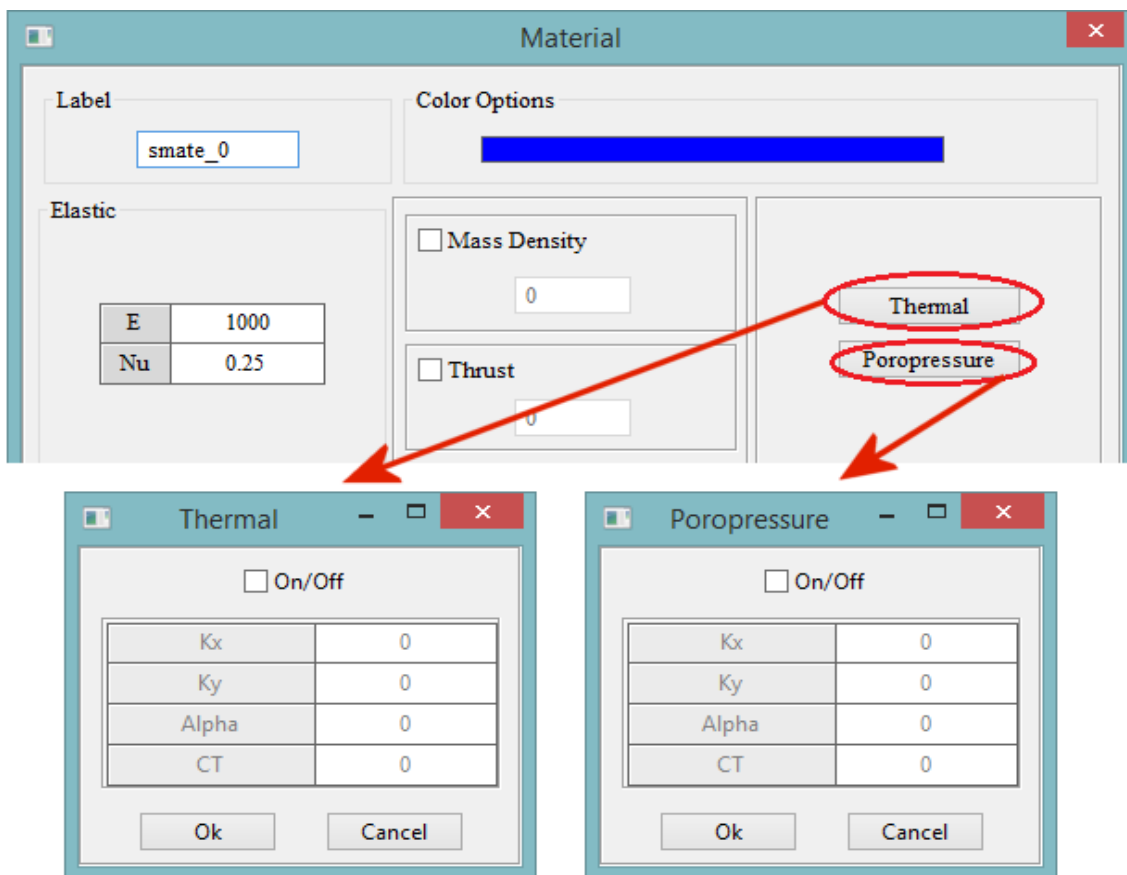 Material
Label
Color Options
smate_0
Elastic
Mass Density
0
E 1000
Nu 0.25
Thrust
0
Thermal
Poropressure
Thermal
On/Off
Kx 0
Ky 0
Alpha 0
CT 0
Ok Cancel
Poropressure
On/Off
Kx 0
Ky 0
Alpha 0
CT 0
Ok Cancel